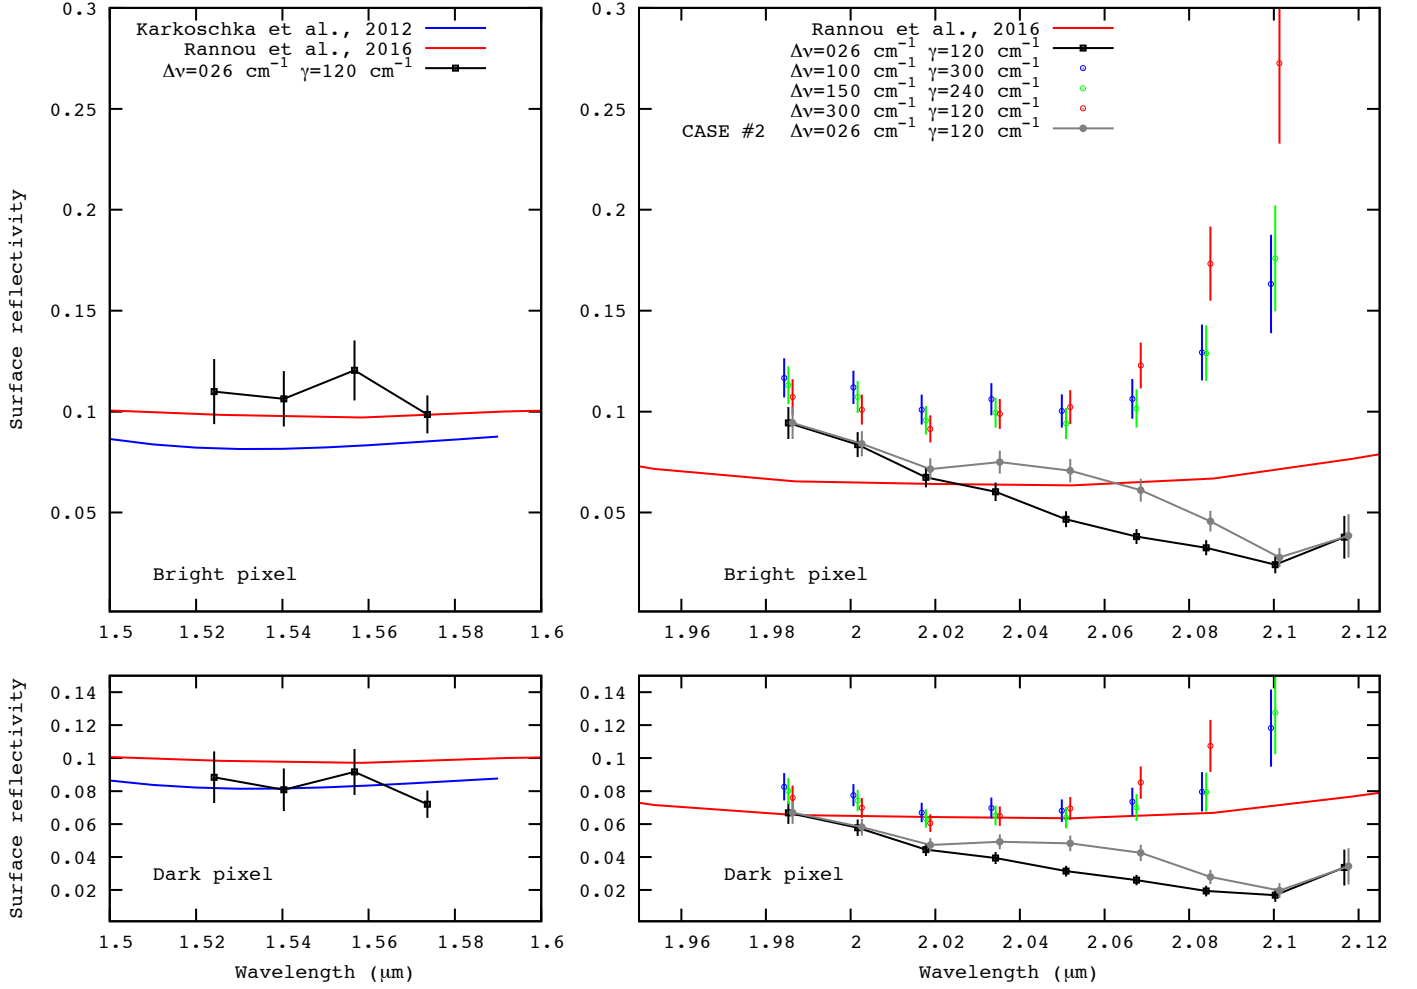 Karkoschka et al., 2012
Rannou et al., 2016
Δν=026 cm⁻¹ γ=120 cm⁻¹
0.3
0.25
0.2
0.15
0.1
0.05
Surface reflectivity
Bright pixel
1.5 1.52 1.54 1.56 1.58 1.6
Rannou et al., 2016
Δν=026 cm⁻¹ γ=120 cm⁻¹
Δν=100 cm⁻¹ γ=300 cm⁻¹
Δν=150 cm⁻¹ γ=240 cm⁻¹
Δν=300 cm⁻¹ γ=120 cm⁻¹
CASE #2 Δν=026 cm⁻¹ γ=120 cm⁻¹
0.3
0.25
0.2
0.15
0.1
0.05
Bright pixel
1.96 1.98 2 2.02 2.04 2.06 2.08 2.1 2.12
0.14
0.12
0.1
0.08
0.06
0.04
0.02
Surface reflectivity
Dark pixel
1.5 1.52 1.54 1.56 1.58 1.6
Wavelength (μm)
0.14
0.12
0.1
0.08
0.06
0.04
0.02
Dark pixel
1.96 1.98 2 2.02 2.04 2.06 2.08 2.1 2.12
Wavelength (μm)